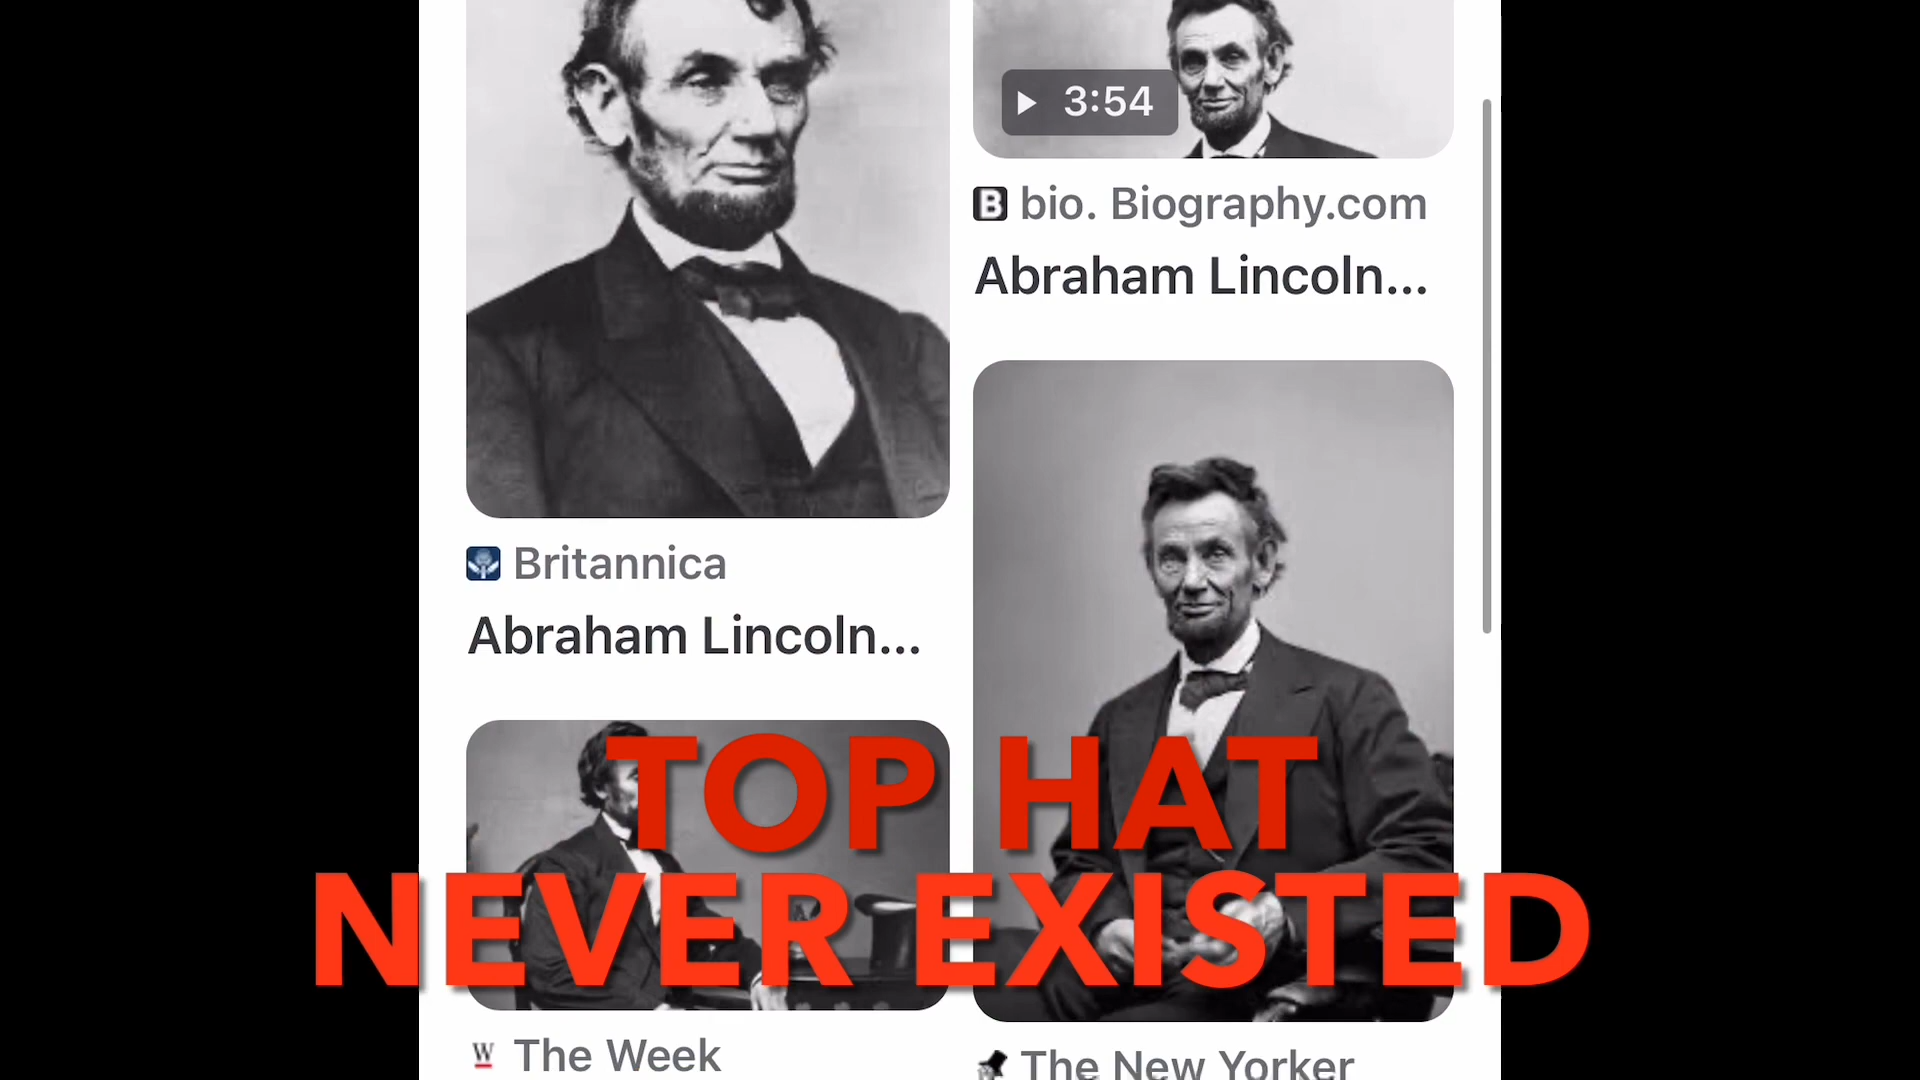 3:54
B bio. Biography.com
Abraham Lincoln...
Britannica
Abraham Lincoln...
TOP HAT
NEVER EXISTED
W The Week
The New Yorker